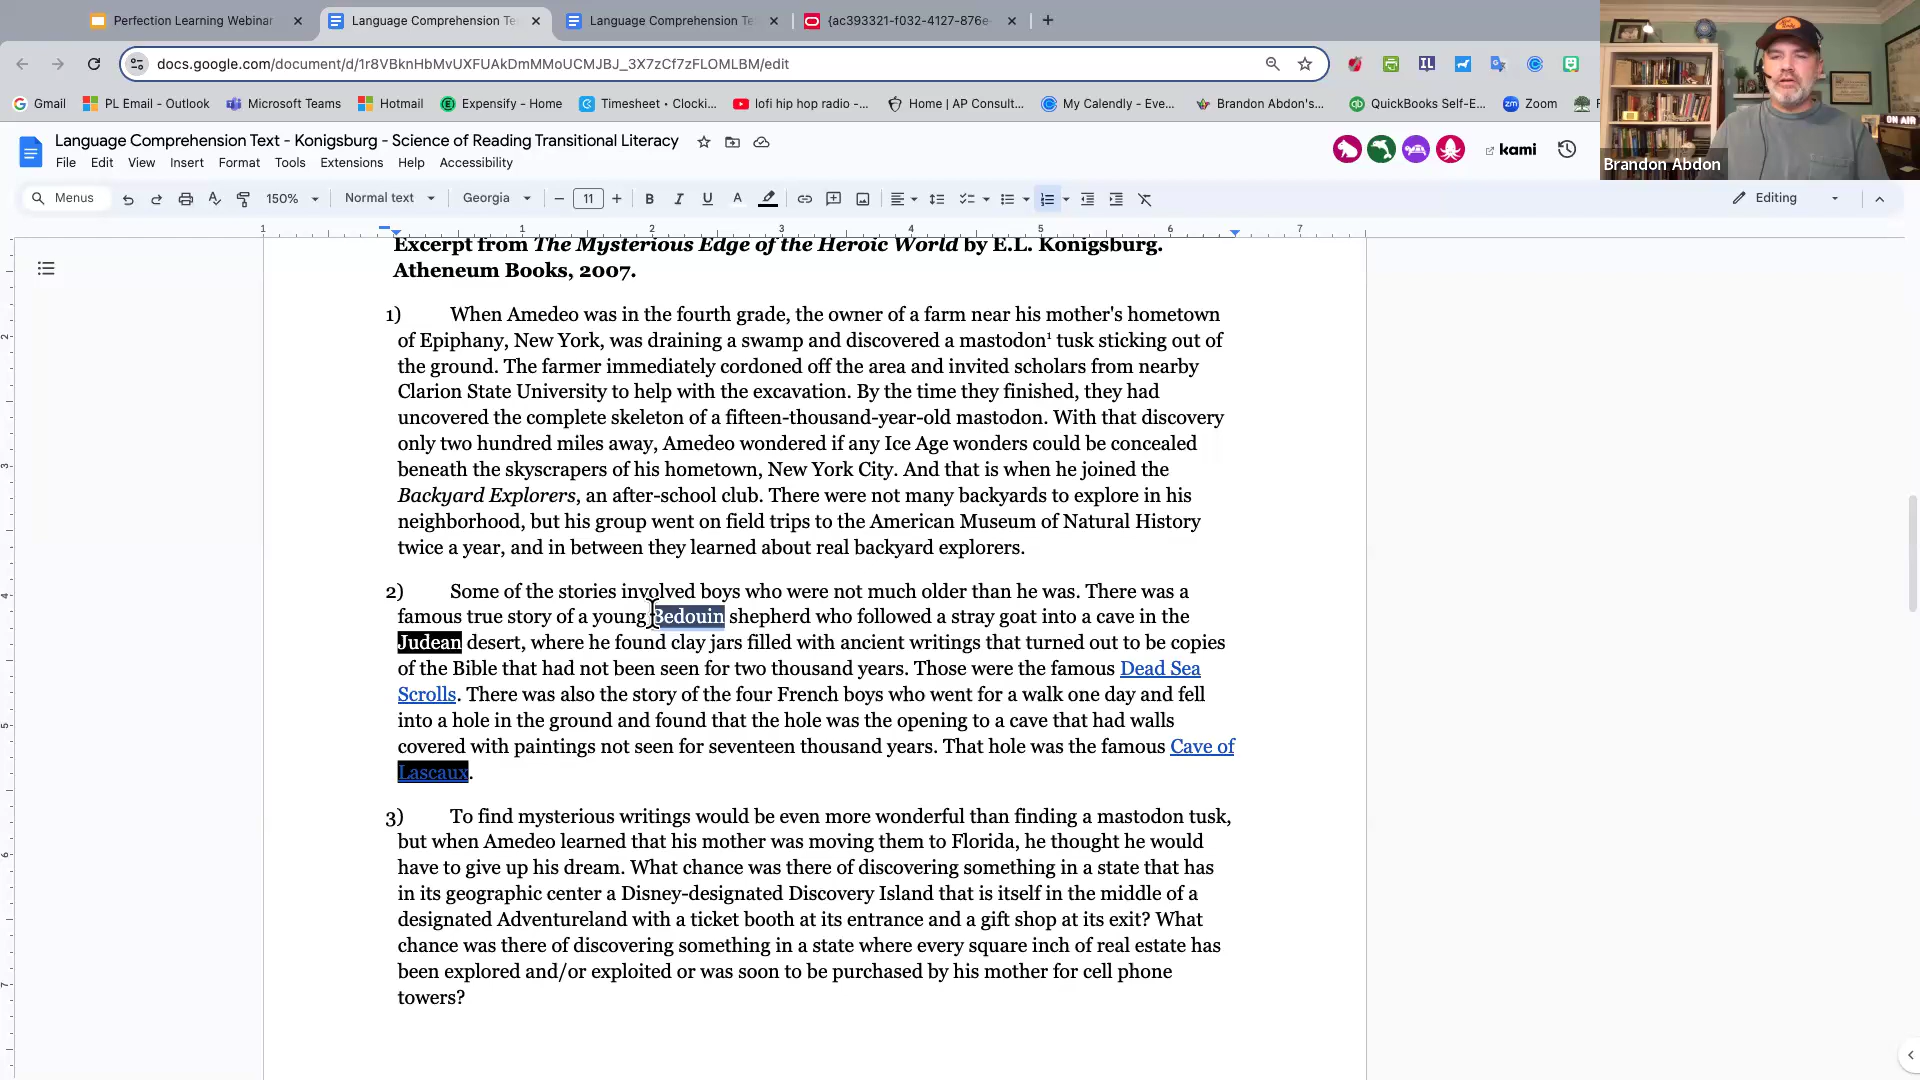 Perfection Learning Webinar
Language Comprehension Te
Language Comprehension Te
{ac393321-f032-4127-876e-
docs.google.com/document/d/1r8VBknHbMvUXFUAkDmMMoUCMJBJ_3X7zCf7zFLOMLBM/edit
Gmail
PL Email - Outlook
Microsoft Teams
Hotmail
Expensify - Home
Timesheet • Clocki...
lofi hip hop radio -...
Home | AP Consult...
My Calendly - Eve...
Brandon Abdon's...
QuickBooks Self-E...
Zoom
ON AIR
Brandon Abdon
Language Comprehension Text - Konigsburg - Science of Reading Transitional Literacy
kami
File Edit View Insert Format Tools Extensions Help Accessibility
Menus 150% Normal text Georgia 11 Editing
1 1 2 3 4 5 6 7
Excerpt from The Mysterious Edge of the Heroic World by E.L. Konigsburg.
Atheneum Books, 2007.
1) When Amedeo was in the fourth grade, the owner of a farm near his mother's hometown
of Epiphany, New York, was draining a swamp and discovered a mastodon¹ tusk sticking out of
the ground. The farmer immediately cordoned off the area and invited scholars from nearby
Clarion State University to help with the excavation. By the time they finished, they had
uncovered the complete skeleton of a fifteen-thousand-year-old mastodon. With that discovery
only two hundred miles away, Amedeo wondered if any Ice Age wonders could be concealed
beneath the skyscrapers of his hometown, New York City. And that is when he joined the
Backyard Explorers, an after-school club. There were not many backyards to explore in his
neighborhood, but his group went on field trips to the American Museum of Natural History
twice a year, and in between they learned about real backyard explorers.
2) Some of the stories involved boys who were not much older than he was. There was a
famous true story of a young Bedouin shepherd who followed a stray goat into a cave in the
Judean desert, where he found clay jars filled with ancient writings that turned out to be copies
of the Bible that had not been seen for two thousand years. Those were the famous Dead Sea
Scrolls. There was also the story of the four French boys who went for a walk one day and fell
into a hole in the ground and found that the hole was the opening to a cave that had walls
covered with paintings not seen for seventeen thousand years. That hole was the famous Cave of
Lascaux.
3) To find mysterious writings would be even more wonderful than finding a mastodon tusk,
but when Amedeo learned that his mother was moving them to Florida, he thought he would
have to give up his dream. What chance was there of discovering something in a state that has
in its geographic center a Disney-designated Discovery Island that is itself in the middle of a
designated Adventureland with a ticket booth at its entrance and a gift shop at its exit? What
chance was there of discovering something in a state where every square inch of real estate has
been explored and/or exploited or was soon to be purchased by his mother for cell phone
towers?